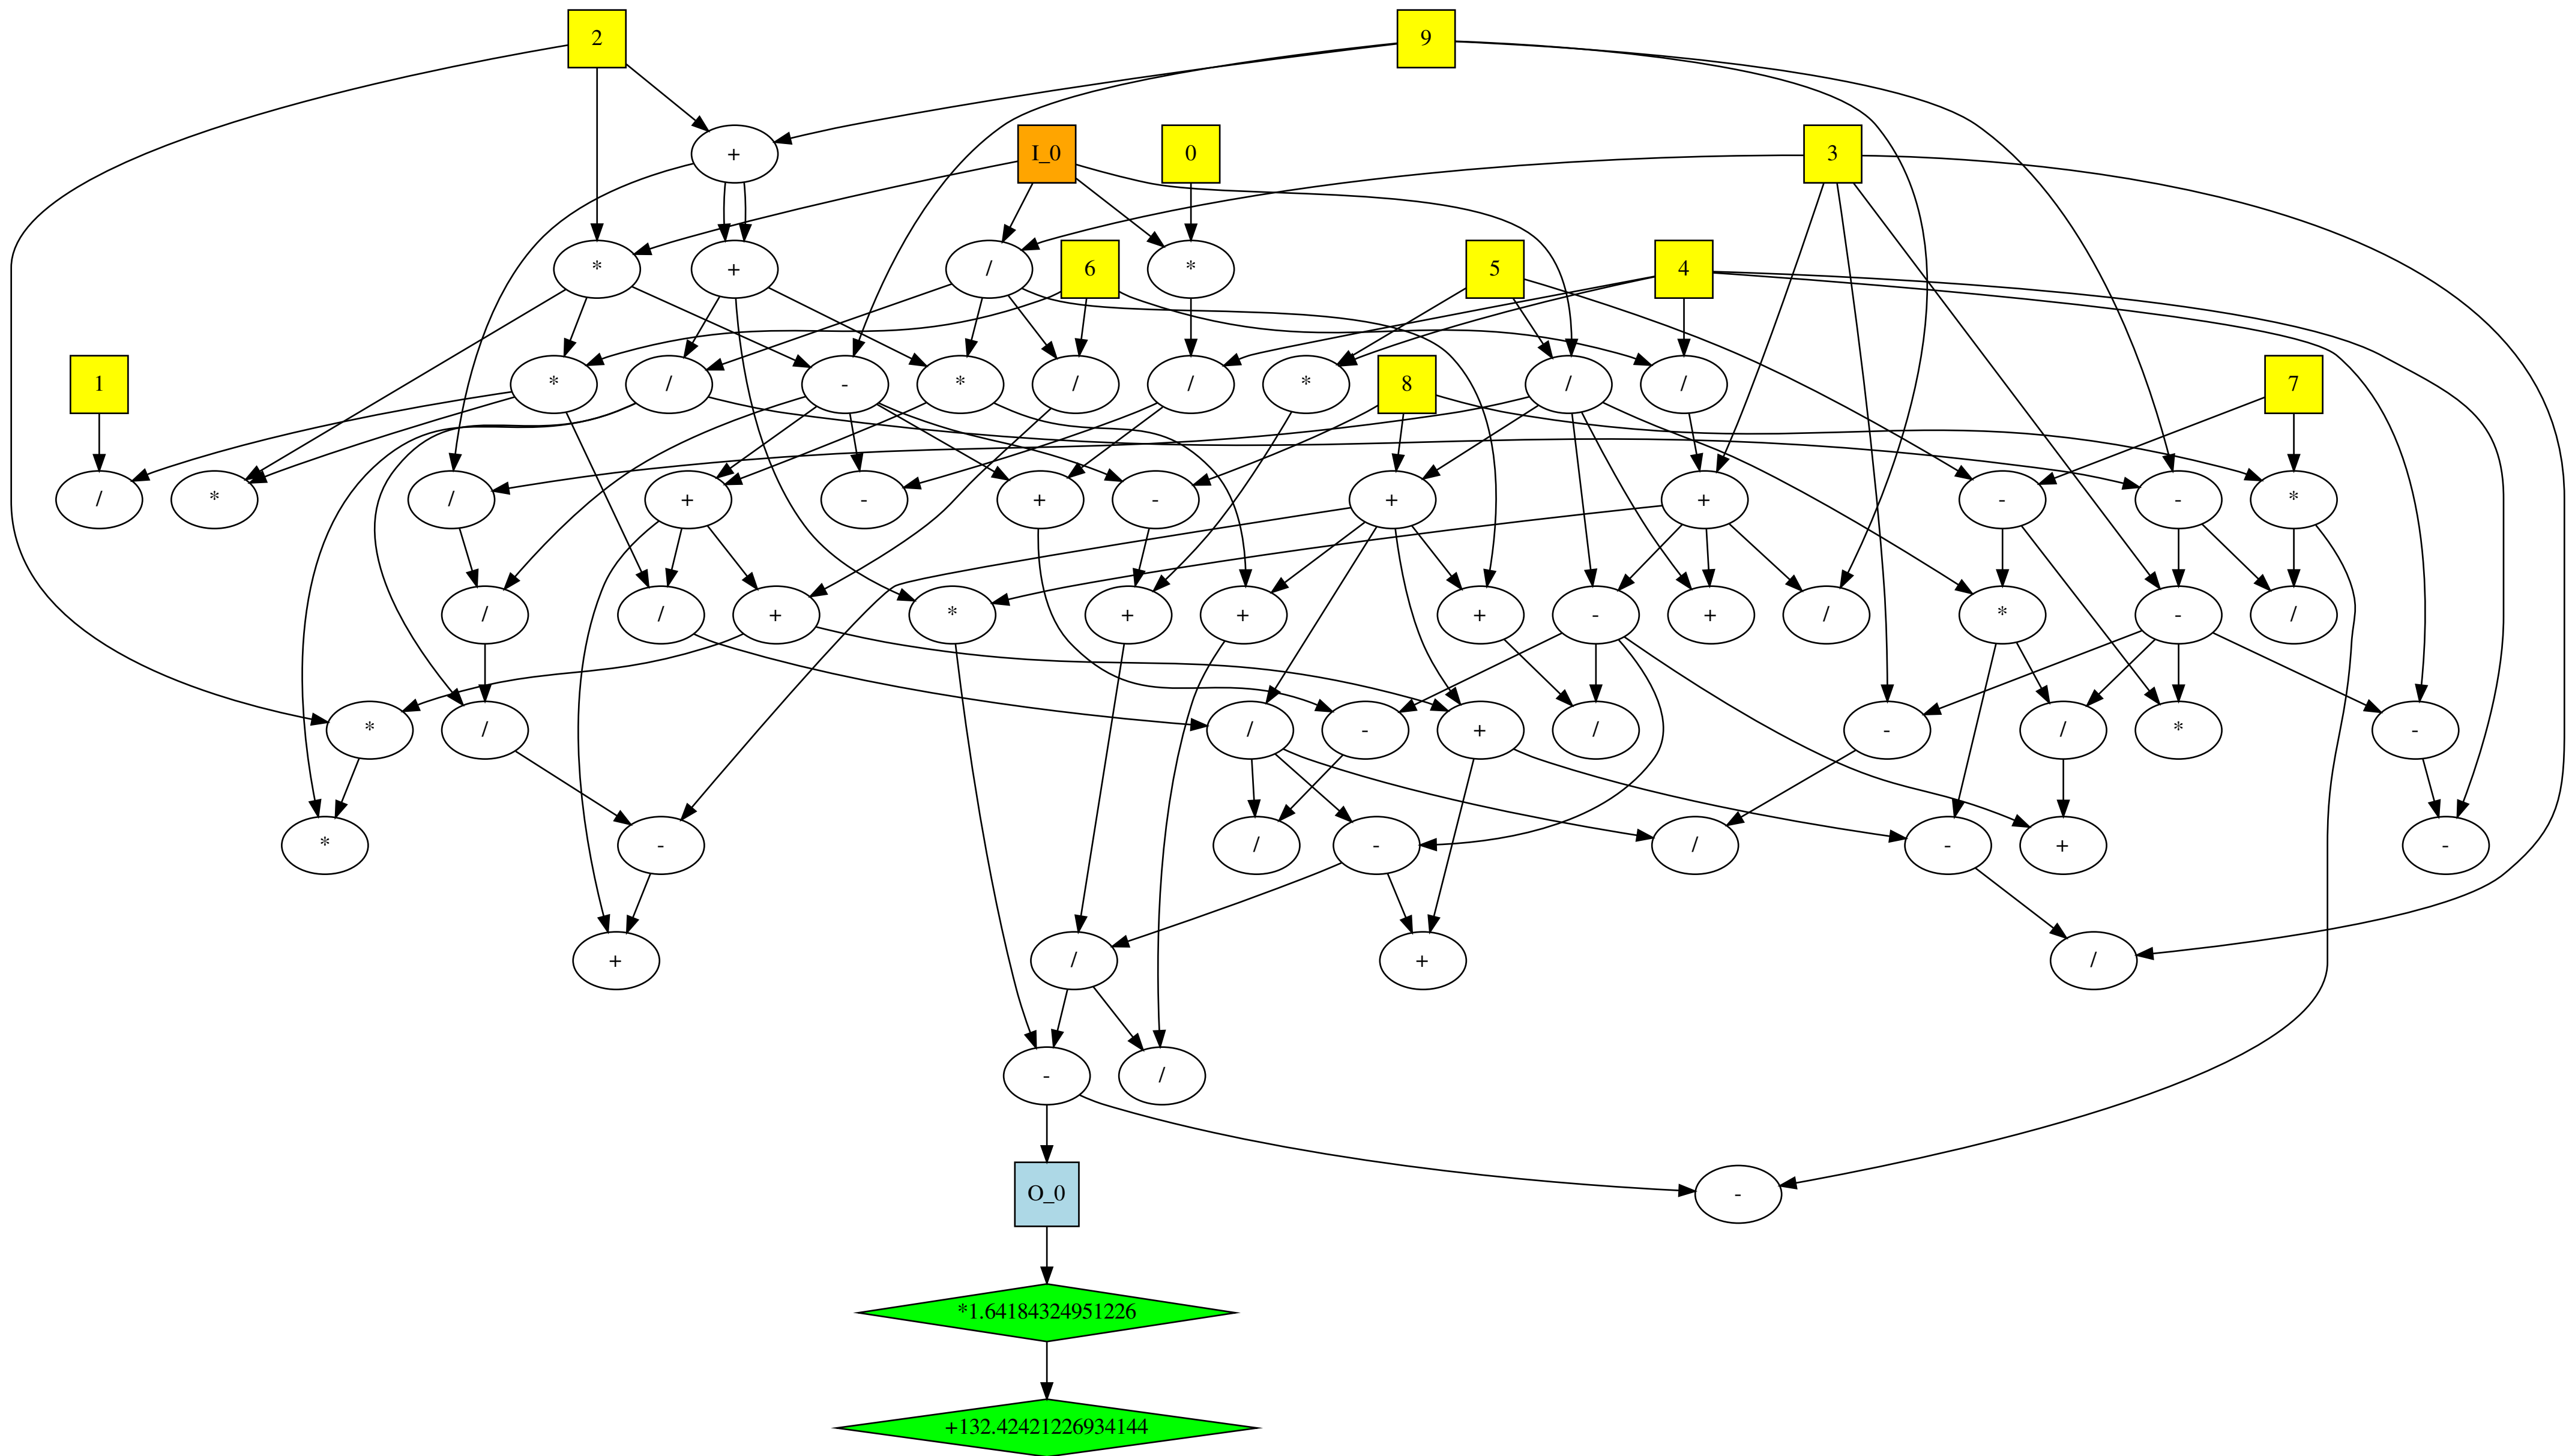 2 9
+ I_0 0 3
* + / 6 * 5 4
1 * / - * / / * 8 / / 7
/ * / + - + - + + - - *
/ / + * + + + - + / * - /
* / / - + / - / * -
* - / - / - + -
+ / + /
- /
O_0 -
*1.64184324951226
+132.42421226934144